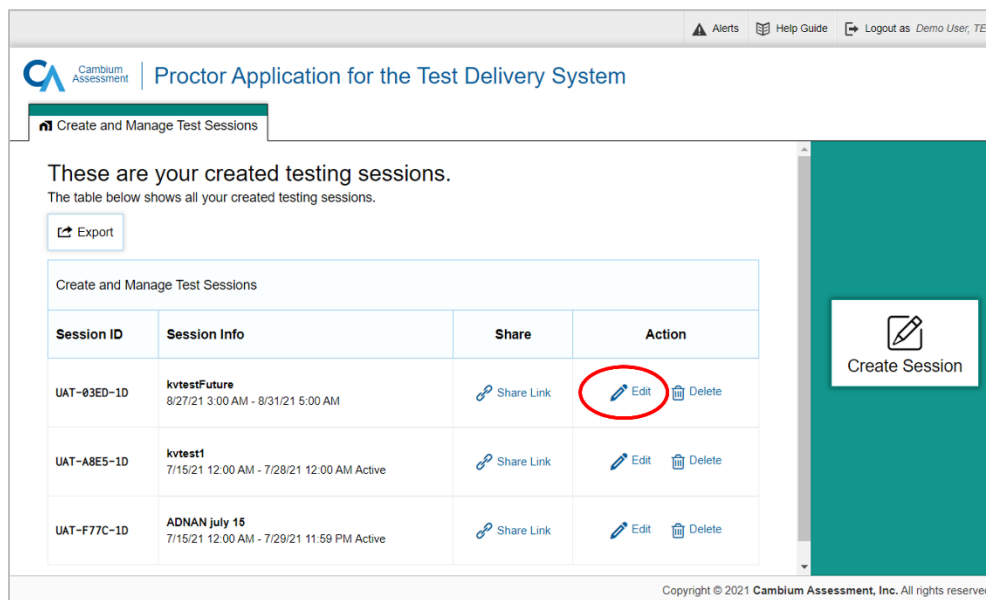 Alerts Help Guide Logout as Demo User, TE
Cambium
Assessment
Proctor Application for the Test Delivery System
Create and Manage Test Sessions
These are your created testing sessions.
The table below shows all your created testing sessions.
Export
Create and Manage Test Sessions
Session ID Session Info Share Action
UAT-03ED-1D
kvtestFuture
8/27/21 3:00 AM - 8/31/21 5:00 AM
Share Link Edit Delete
UAT-A8E5-1D
kvtest1
7/15/21 12:00 AM - 7/28/21 12:00 AM Active
Share Link Edit Delete
UAT-F77C-1D
ADNAN july 15
7/15/21 12:00 AM - 7/29/21 11:59 PM Active
Share Link Edit Delete
Create Session
Copyright © 2021 Cambium Assessment, Inc. All rights reserved